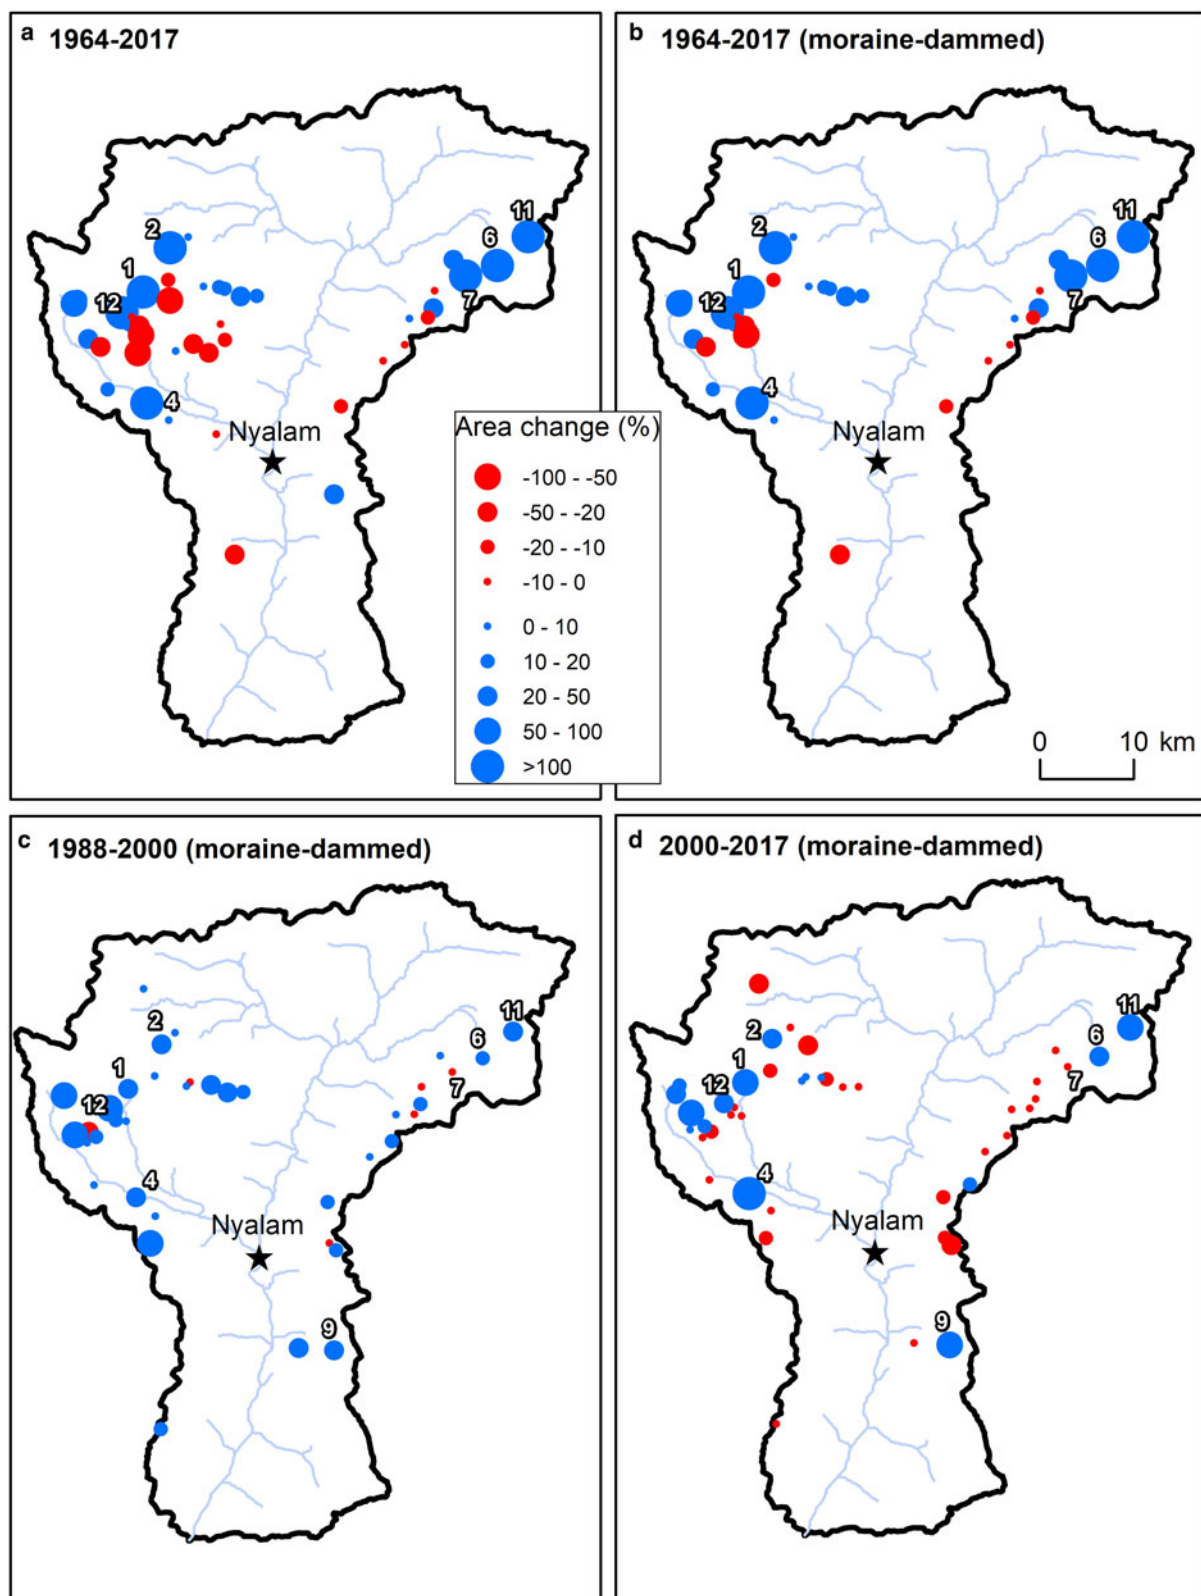 a 1964-2017
2
1
12
4
11
6
7
Nyalam
Area change (%)
-100 - -50
-50 - -20
-20 - -10
-10 - 0
0 - 10
10 - 20
20 - 50
50 - 100
>100
b 1964-2017 (moraine-dammed)
2
1
12
4
11
6
7
Nyalam
0 10 km
c 1988-2000 (moraine-dammed)
2
1
12
4
11
6
7
Nyalam
9
d 2000-2017 (moraine-dammed)
2
1
12
4
11
6
7
Nyalam
9